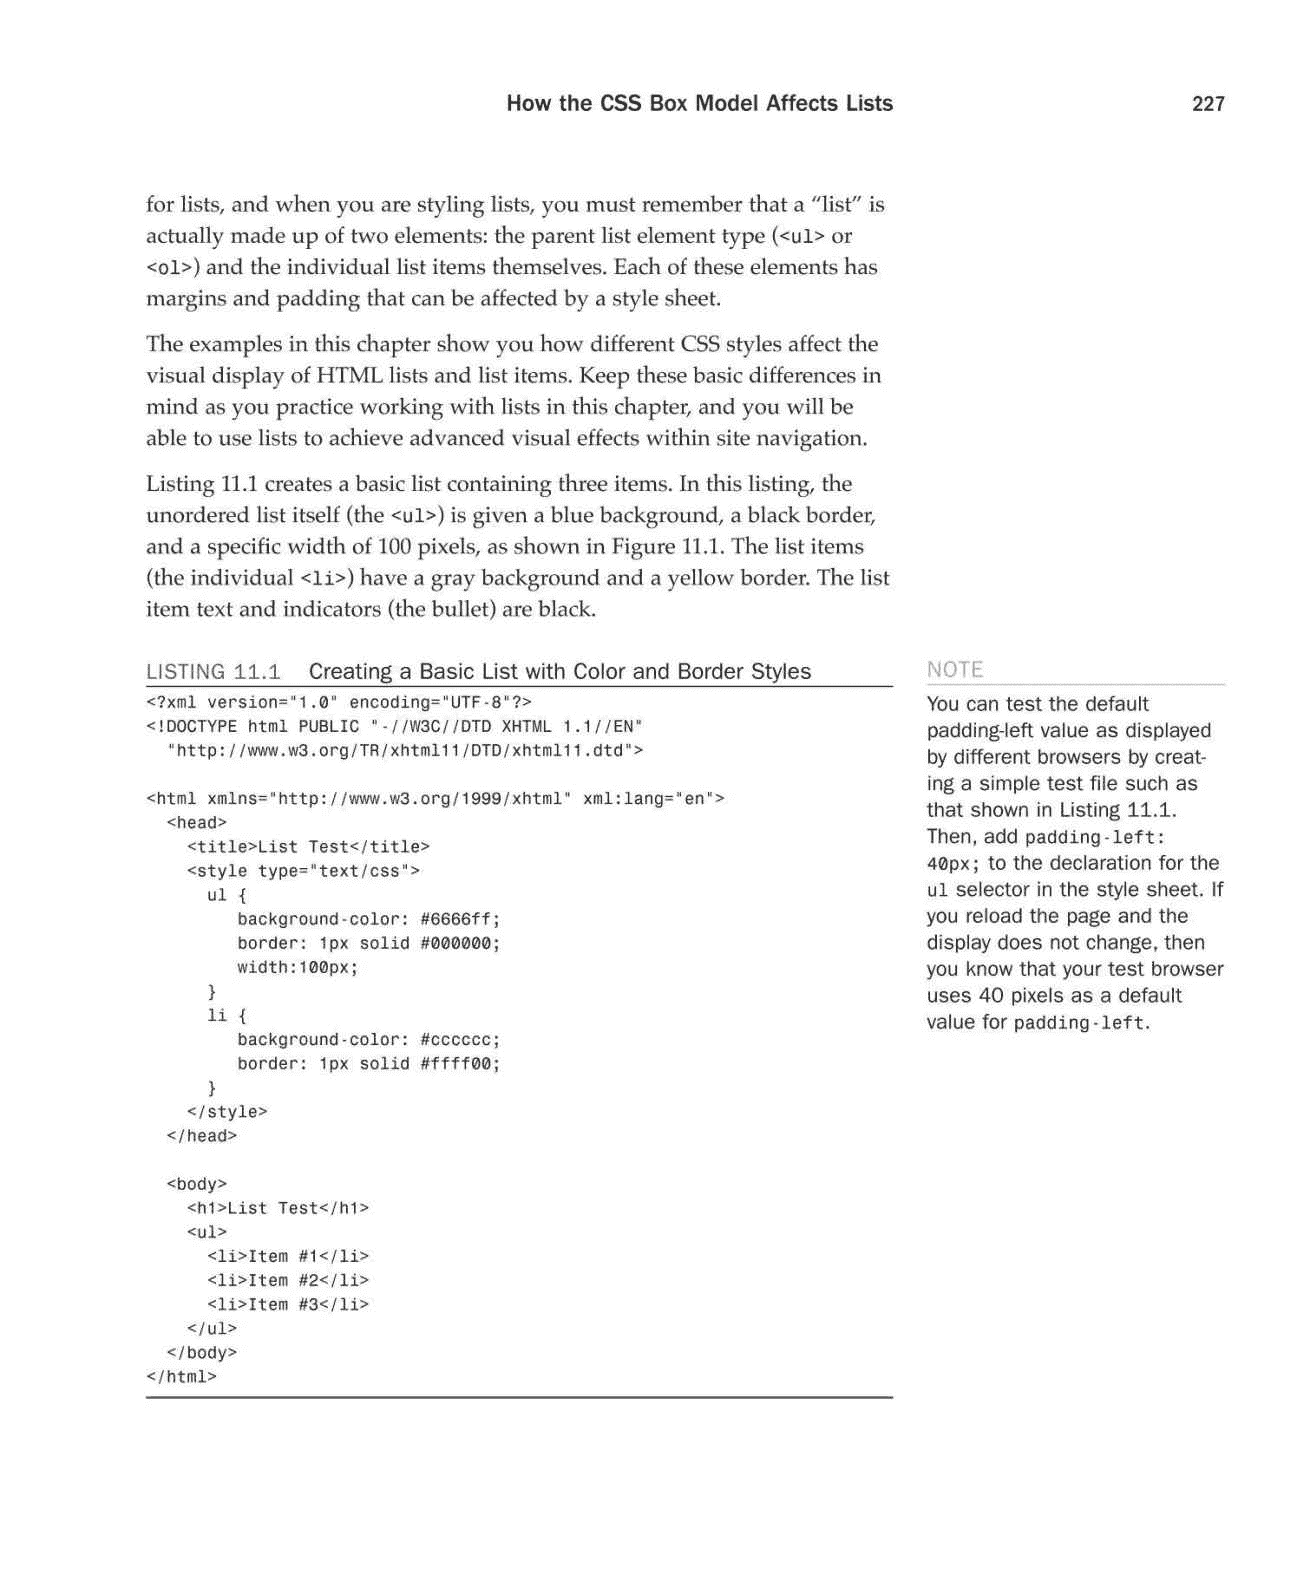 How the CSS Box Model Affects Lists 227
for lists, and when you are styling lists, you must remember that a “list” is
actually made up of two elements: the parent list element type (<ul> or
<ol>) and the individual list items themselves. Each of these elements has
margins and padding that can be affected by a style sheet.
The examples in this chapter show you how different CSS styles affect the
visual display of HTML lists and list items. Keep these basic differences in
mind as you practice working with lists in this chapter, and you will be
able to use lists to achieve advanced visual effects within site navigation.
Listing 11.1 creates a basic list containing three items. In this listing, the
unordered list itself (the <ul>) is given a blue background, a black border,
and a specific width of 100 pixels, as shown in Figure 11.1. The list items
(the individual <li>) have a gray background and a yellow border. The list
item text and indicators (the bullet) are black.
LISTING 11.1 Creating a Basic List with Color and Border Styles
<?xml version="1.0" encoding="UTF-8"?>
<!DOCTYPE html PUBLIC "-//W3C//DTD XHTML 1.1//EN"
"http://www.w3.org/TR/xhtml11/DTD/xhtml11.dtd">
<html xmlns="http://www.w3.org/1999/xhtml" xml:lang="en">
<head>
<title>List Test</title>
<style type="text/css">
ul {
background-color: #6666ff;
border: 1px solid #000000;
width:100px;
}
li {
background-color: #cccccc;
border: 1px solid #ffff00;
}
</style>
</head>
<body>
<h1>List Test</h1>
<ul>
<li>Item #1</li>
<li>Item #2</li>
<li>Item #3</li>
</ul>
</body>
</html>
NOTE
You can test the default
padding-left value as displayed
by different browsers by creat-
ing a simple test file such as
that shown in Listing 11.1.
Then, add padding-left:
40px; to the declaration for the
ul selector in the style sheet. If
you reload the page and the
display does not change, then
you know that your test browser
uses 40 pixels as a default
value for padding-left.